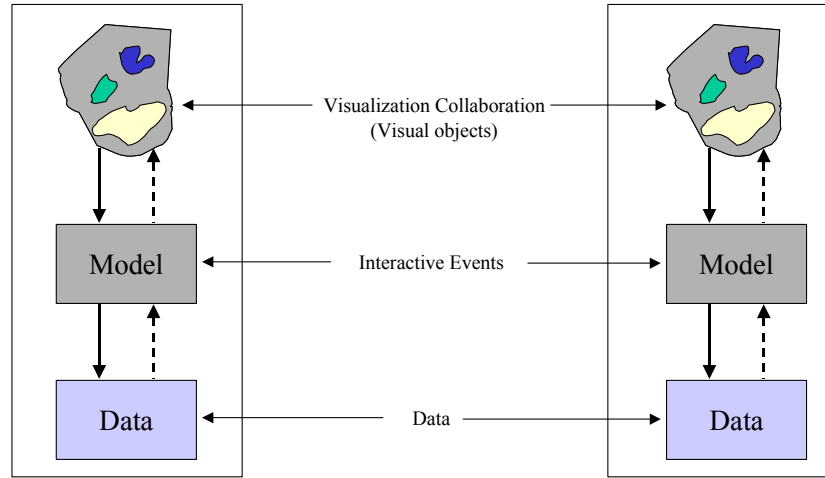 Visualization Collaboration
(Visual objects)
Model
Interactive Events
Model
Data
Data
Data